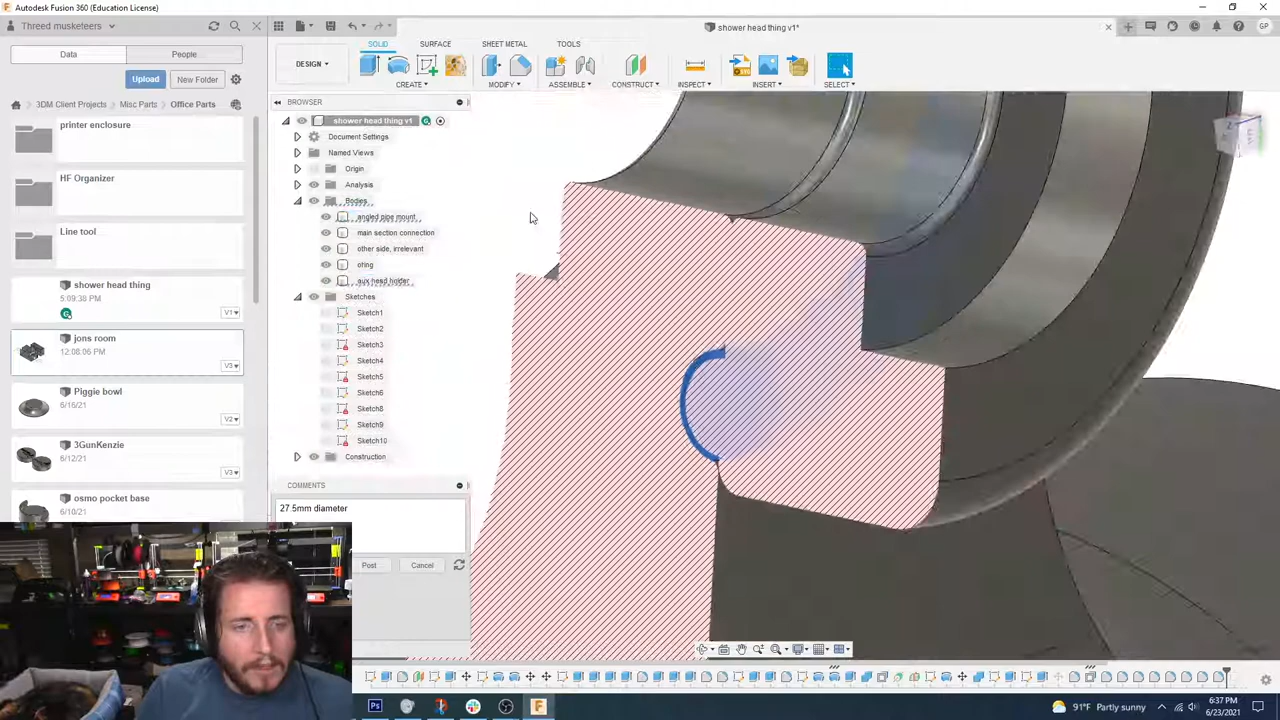 Autodesk Fusion 360 (Education License)
Threed musketeers
shower head thing v1*
GP
Data
People
Upload
New Folder
3DM Client Projects
Misc Parts
Office Parts
printer enclosure
HF Organizer
Line tool
shower head thing
5:09:38 PM
V1
jons room
12:08:06 PM
V3
Piggie bowl
6/16/21
V2
3GunKenzie
6/12/21
V3
osmo pocket base
6/10/21
DESIGN
SOLID
SURFACE
SHEET METAL
TOOLS
CREATE
MODIFY
ASSEMBLE
CONSTRUCT
INSPECT
INSERT
SELECT
BROWSER
shower head thing v1
Document Settings
Named Views
Origin
Analysis
Bodies
angled pipe mount
main section connection
other side, irrelevant
oring
aux head holder
Sketches
Sketch1
Sketch2
Sketch3
Sketch4
Sketch5
Sketch6
Sketch8
Sketch9
Sketch10
Construction
COMMENTS
27.5mm diameter
Post
Cancel
91°F Partly sunny
6:37 PM
6/23/2021